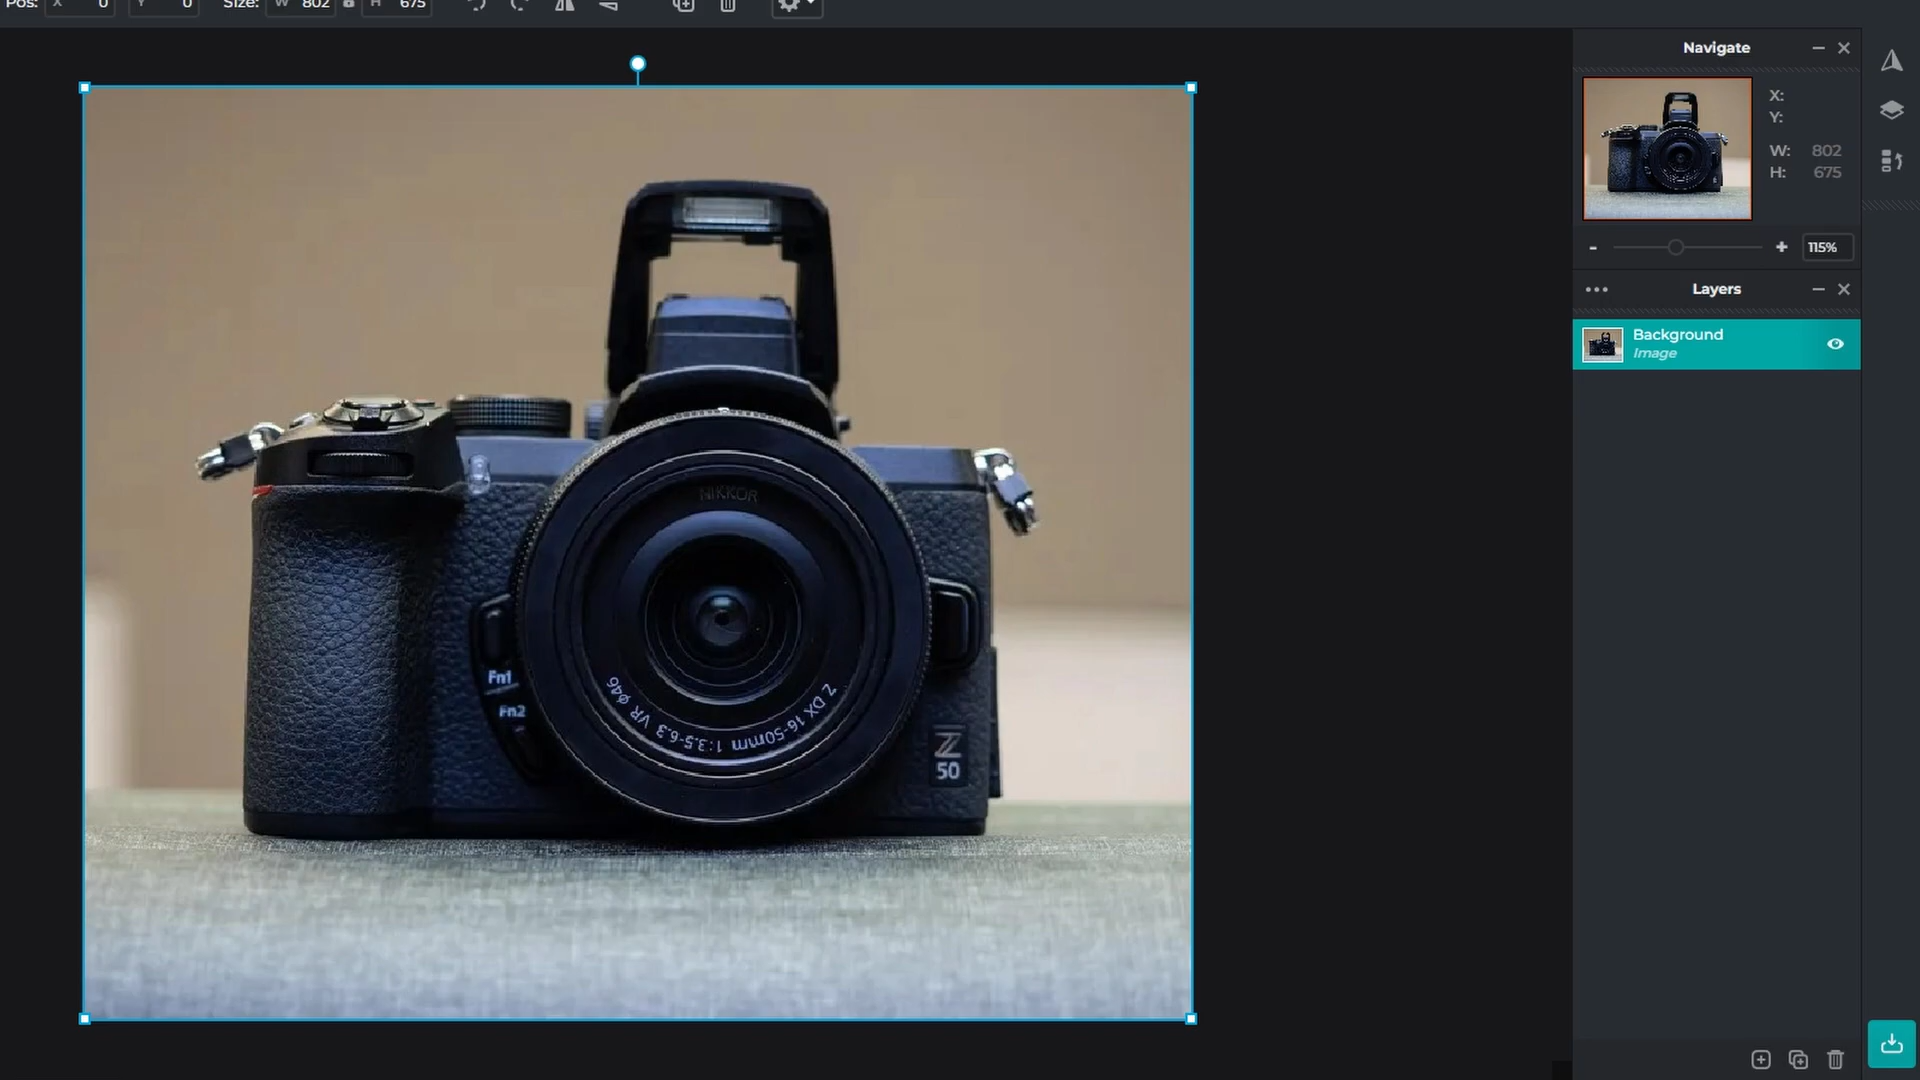 Pos: X 0 Y 0 Size: W 802 H 675
Navigate
X:
Y:
W: 802
H: 675
- + 115%
Layers
Background
Image
NIKKOR
Fn1
Fn2
Z DX 16-50mm 1:3.5-6.3 VR ⌀46
Z
50